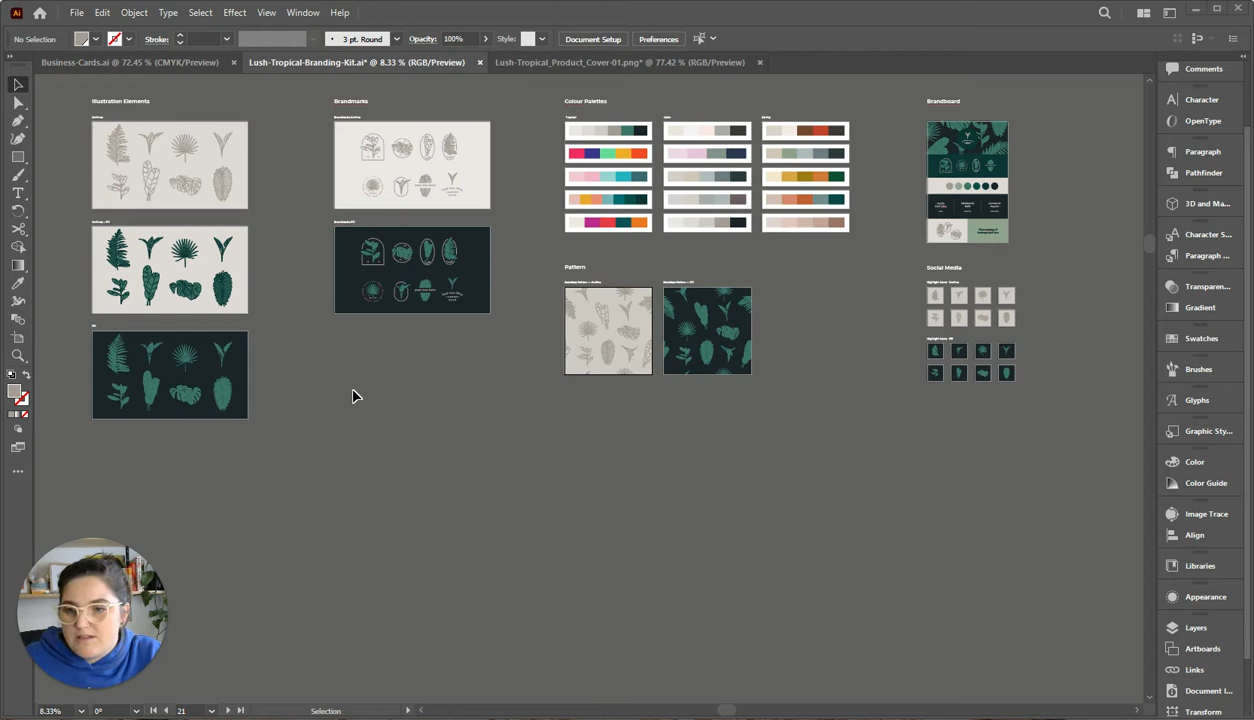 Ai File Edit Object Type Select Effect View Window Help
No Selection Stroke: 3 pt. Round Opacity: 100% Style: Document Setup Preferences
Business-Cards.ai @ 72.45 % (CMYK/Preview) × Lush-Tropical-Branding-Kit.ai* @ 8.33 % (RGB/Preview) × Lush-Tropical_Product_Cover-01.png* @ 77.42 % (RGB/Preview) ×
Illustration Elements
Brandmarks
Colour Palettes
Brandboard
Pattern
Social Media
Comments
Character
OpenType
Paragraph
Pathfinder
3D and Ma...
Character S...
Paragraph ...
Transparen...
Gradient
Swatches
Brushes
Glyphs
Graphic Sty...
Color
Color Guide
Image Trace
Align
Libraries
Appearance
Layers
Artboards
Links
Document I...
Transform
8.33% 0° 21 Selection